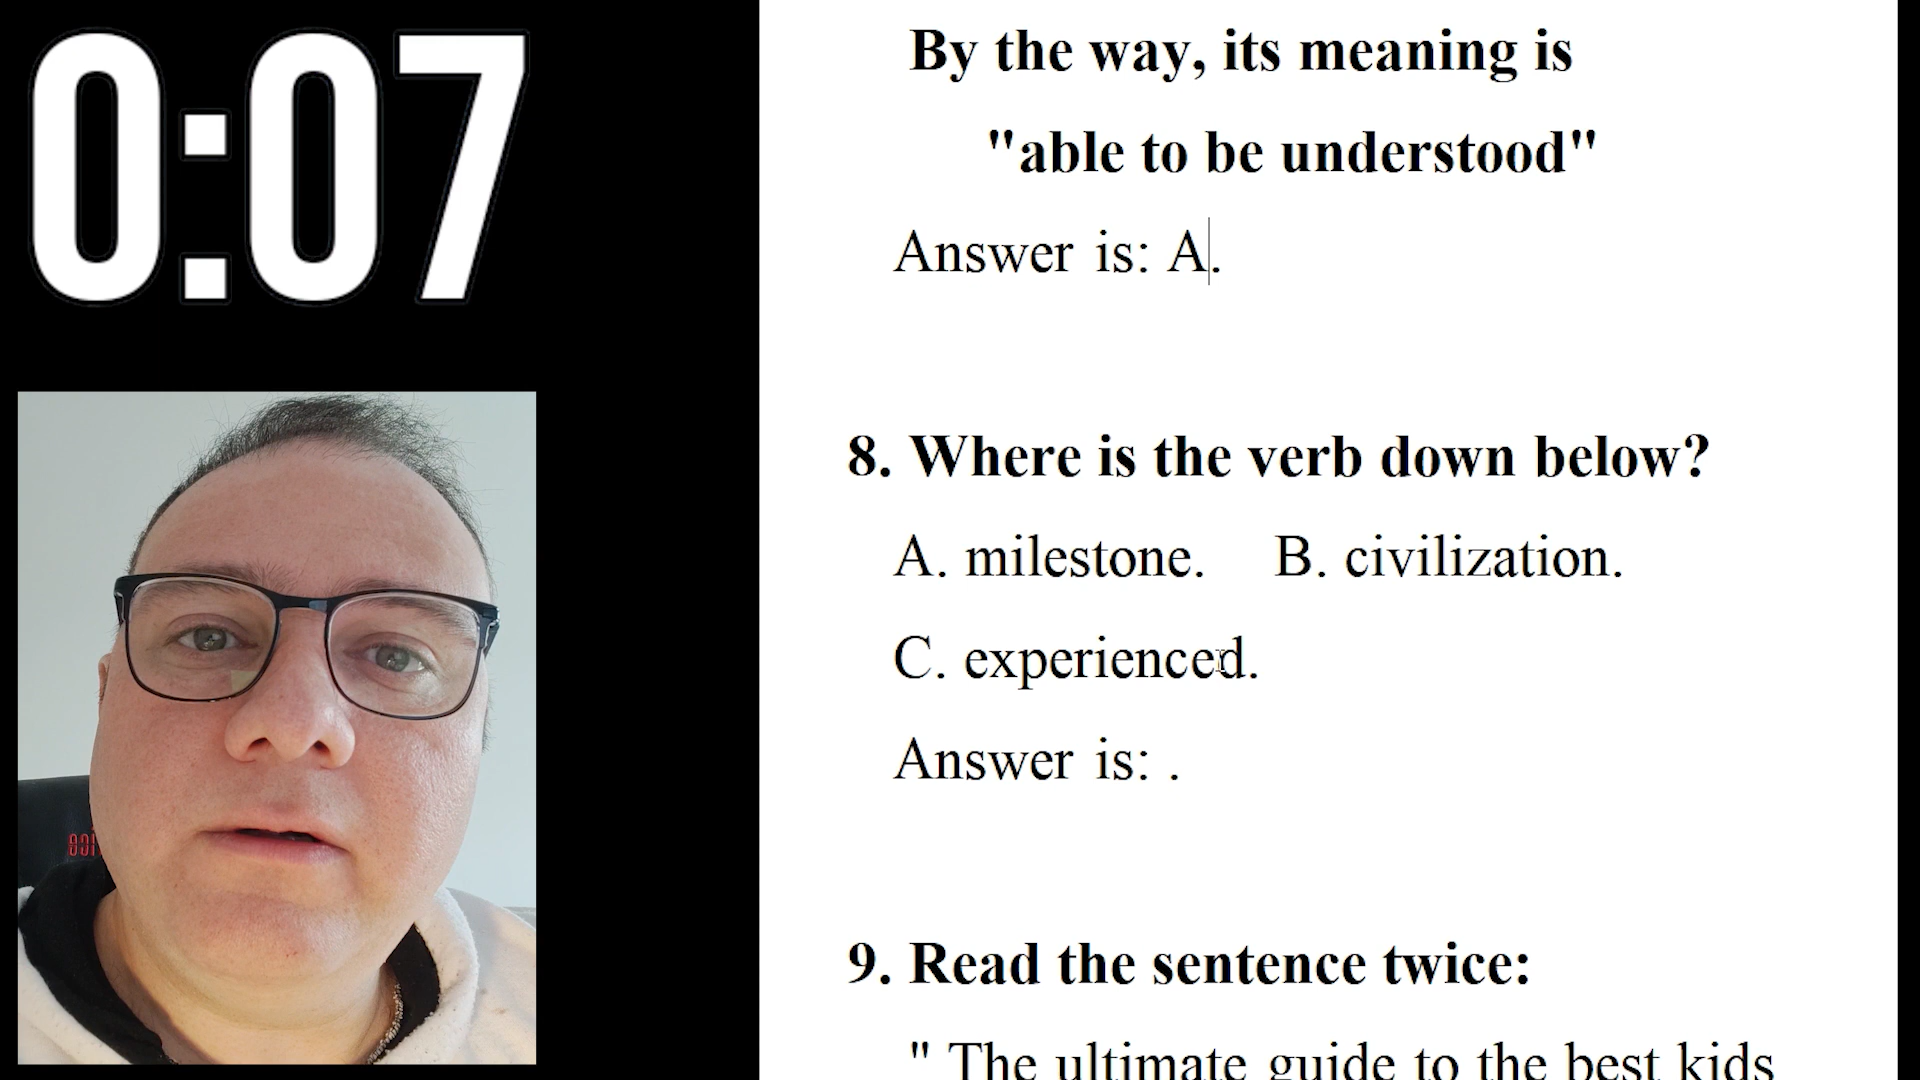 0:07
By the way, its meaning is
"able to be understood"
Answer is: A.
8. Where is the verb down below?
A. milestone. B. civilization.
C. experienced.
Answer is: .
9. Read the sentence twice:
" The ultimate guide to the best kids